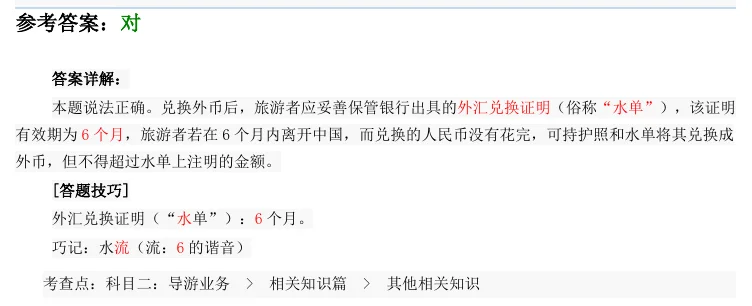 参考答案：对
答案详解：
本题说法正确。兑换外币后，旅游者应妥善保管银行出具的外汇兑换证明（俗称“水单”），该证明
有效期为 6 个月，旅游者若在 6 个月内离开中国，而兑换的人民币没有花完，可持护照和水单将其兑换成
外币，但不得超过水单上注明的金额。
[答题技巧]
外汇兑换证明（“水单”）：6 个月。
巧记：水流（流：6 的谐音）
考查点：科目二：导游业务 > 相关知识篇 > 其他相关知识